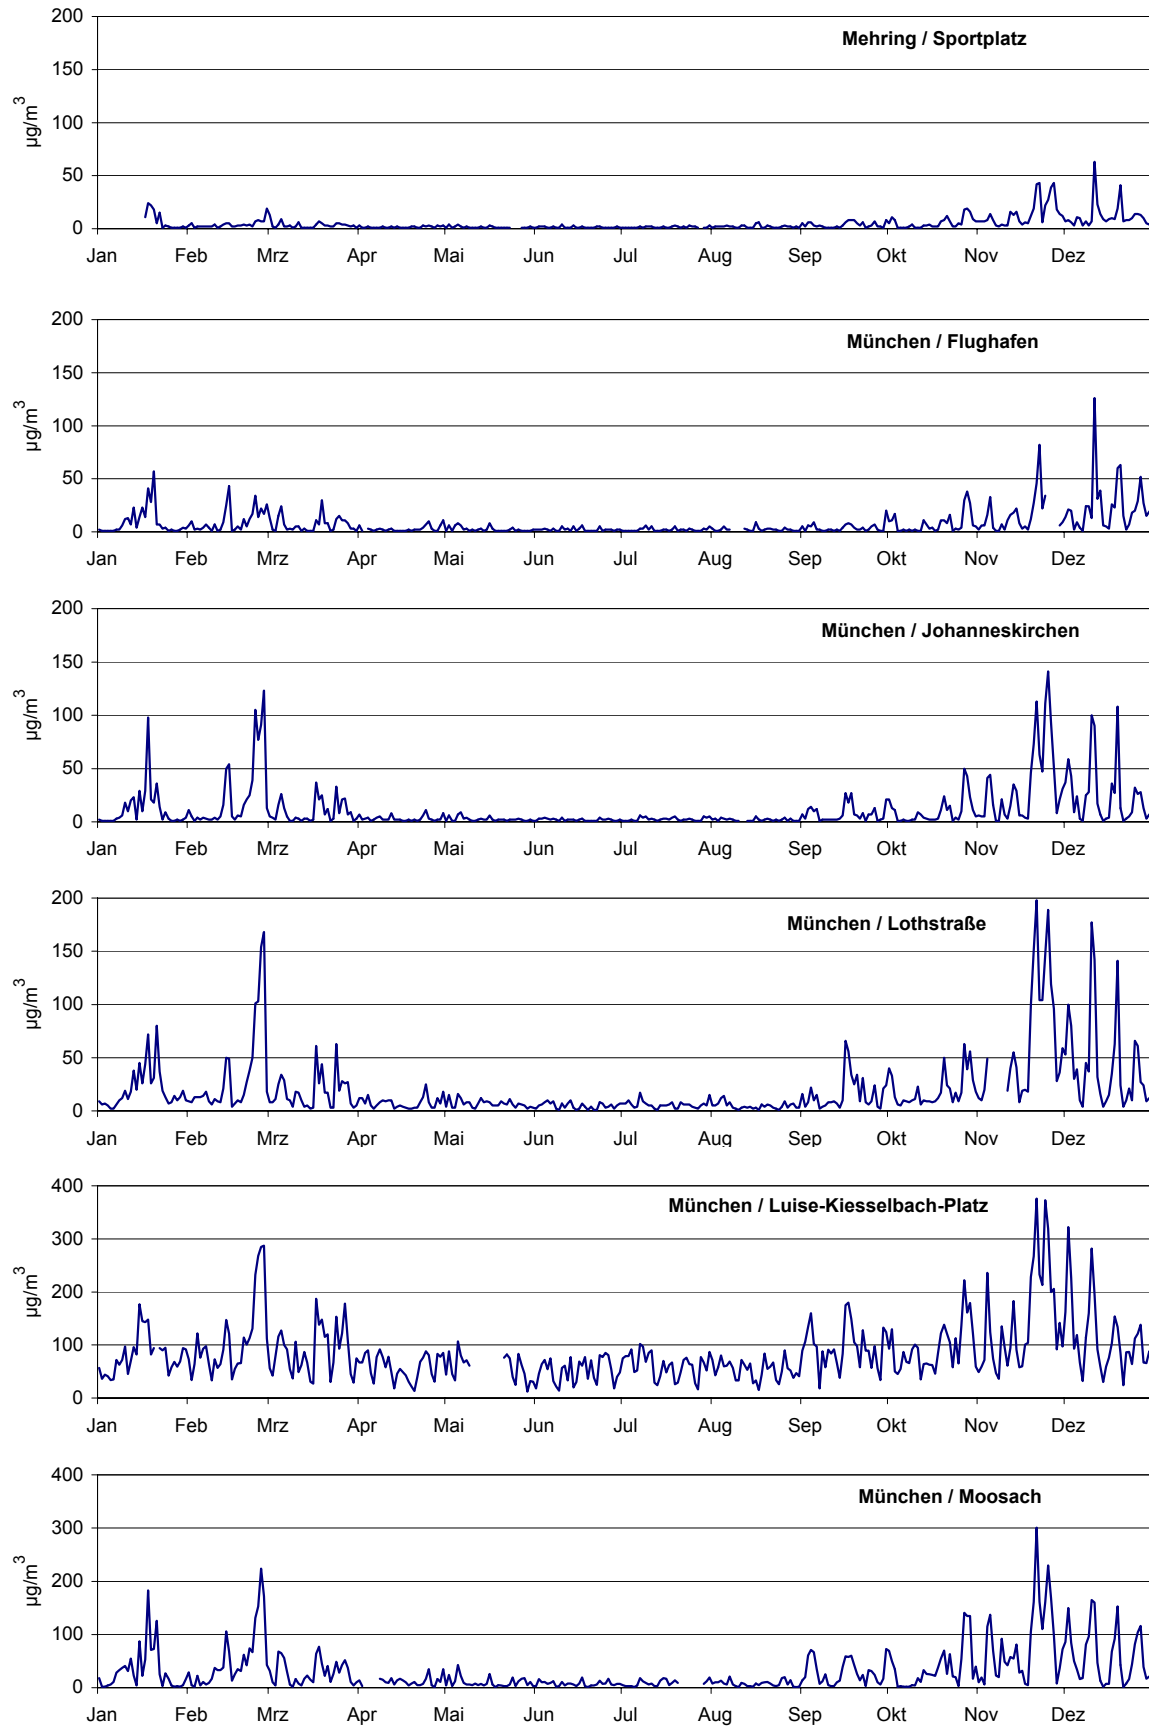 200
Mehring / Sportplatz
150
100
50
0
µg/m³
Jan Feb Mrz Apr Mai Jun Jul Aug Sep Okt Nov Dez
200
München / Flughafen
150
100
50
0
µg/m³
Jan Feb Mrz Apr Mai Jun Jul Aug Sep Okt Nov Dez
200
München / Johanneskirchen
150
100
50
0
µg/m³
Jan Feb Mrz Apr Mai Jun Jul Aug Sep Okt Nov Dez
200
München / Lothstraße
150
100
50
0
µg/m³
Jan Feb Mrz Apr Mai Jun Jul Aug Sep Okt Nov Dez
400
München / Luise-Kiesselbach-Platz
300
200
100
0
µg/m³
Jan Feb Mrz Apr Mai Jun Jul Aug Sep Okt Nov Dez
400
München / Moosach
300
200
100
0
µg/m³
Jan Feb Mrz Apr Mai Jun Jul Aug Sep Okt Nov Dez